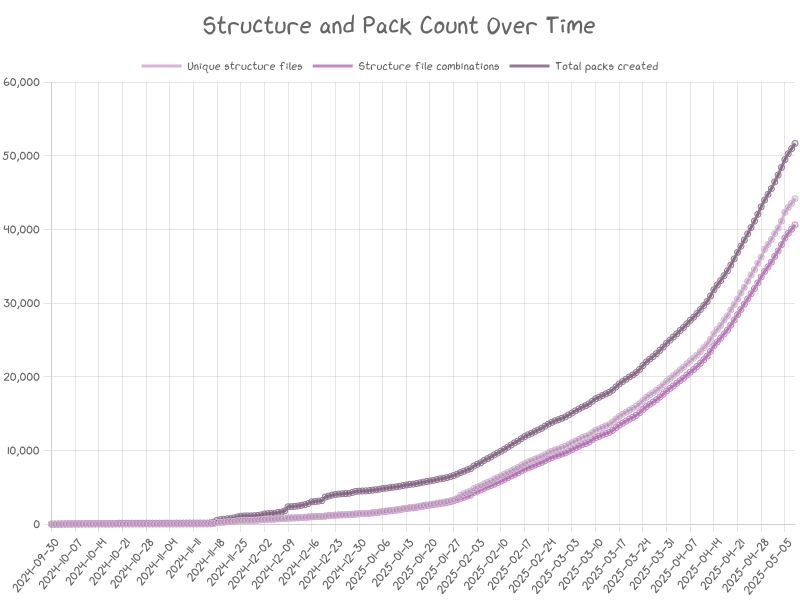 Structure and Pack Count Over Time
Unique structure files Structure file combinations Total packs created
60,000
50,000
40,000
30,000
20,000
10,000
0
2024-09-30 2024-10-07 2024-10-14 2024-10-21 2024-10-28 2024-11-04 2024-11-11 2024-11-18 2024-11-25 2024-12-02 2024-12-09 2024-12-16 2024-12-23 2024-12-30 2025-01-06 2025-01-13 2025-01-20 2025-01-27 2025-02-03 2025-02-10 2025-02-17 2025-02-24 2025-03-03 2025-03-10 2025-03-17 2025-03-24 2025-03-31 2025-04-07 2025-04-14 2025-04-21 2025-04-28 2025-05-05